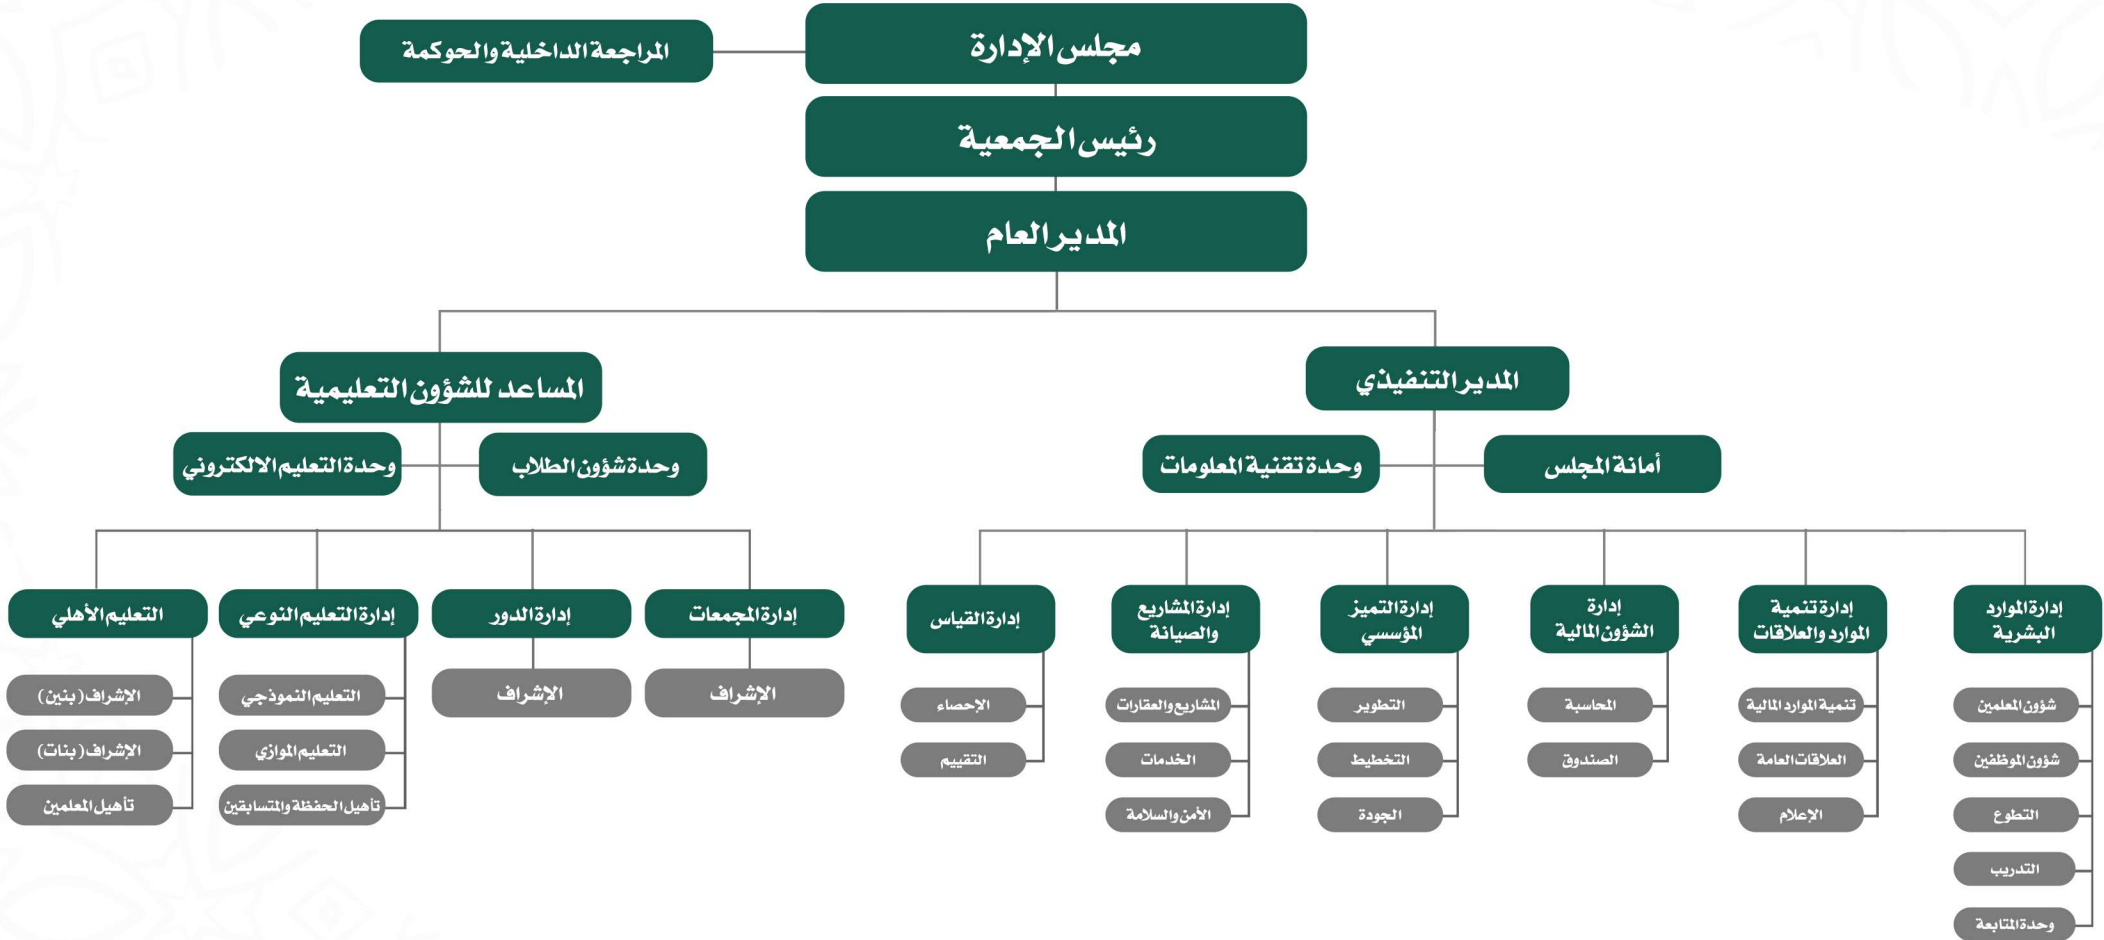 مجلس الإدارة
المراجعة الداخلية والحوكمة
رئيس الجمعية
المدير العام
المدير التنفيذي
المساعد للشؤون التعليمية
أمانة المجلس
وحدة تقنية المعلومات
وحدة شؤون الطلاب
وحدة التعليم الالكتروني
إدارة الموارد
البشرية
شؤون المعلمين
شؤون الموظفين
التطوع
التدريب
وحدة المتابعة
إدارة تنمية
الموارد والعلاقات
تنمية الموارد المالية
العلاقات العامة
الإعلام
إدارة
الشؤون المالية
المحاسبة
الصندوق
إدارة التميز
المؤسسي
التطوير
التخطيط
الجودة
إدارة المشاريع
والصيانة
المشاريع والعقارات
الخدمات
الأمن والسلامة
إدارة القياس
الإحصاء
التقييم
إدارة المجمعات
الإشراف
إدارة الدور
الإشراف
إدارة التعليم النوعي
التعليم النموذجي
التعليم الموازي
تأهيل الحفظة والمتسابقين
التعليم الأهلي
الإشراف (بنين)
الإشراف (بنات)
تأهيل المعلمين